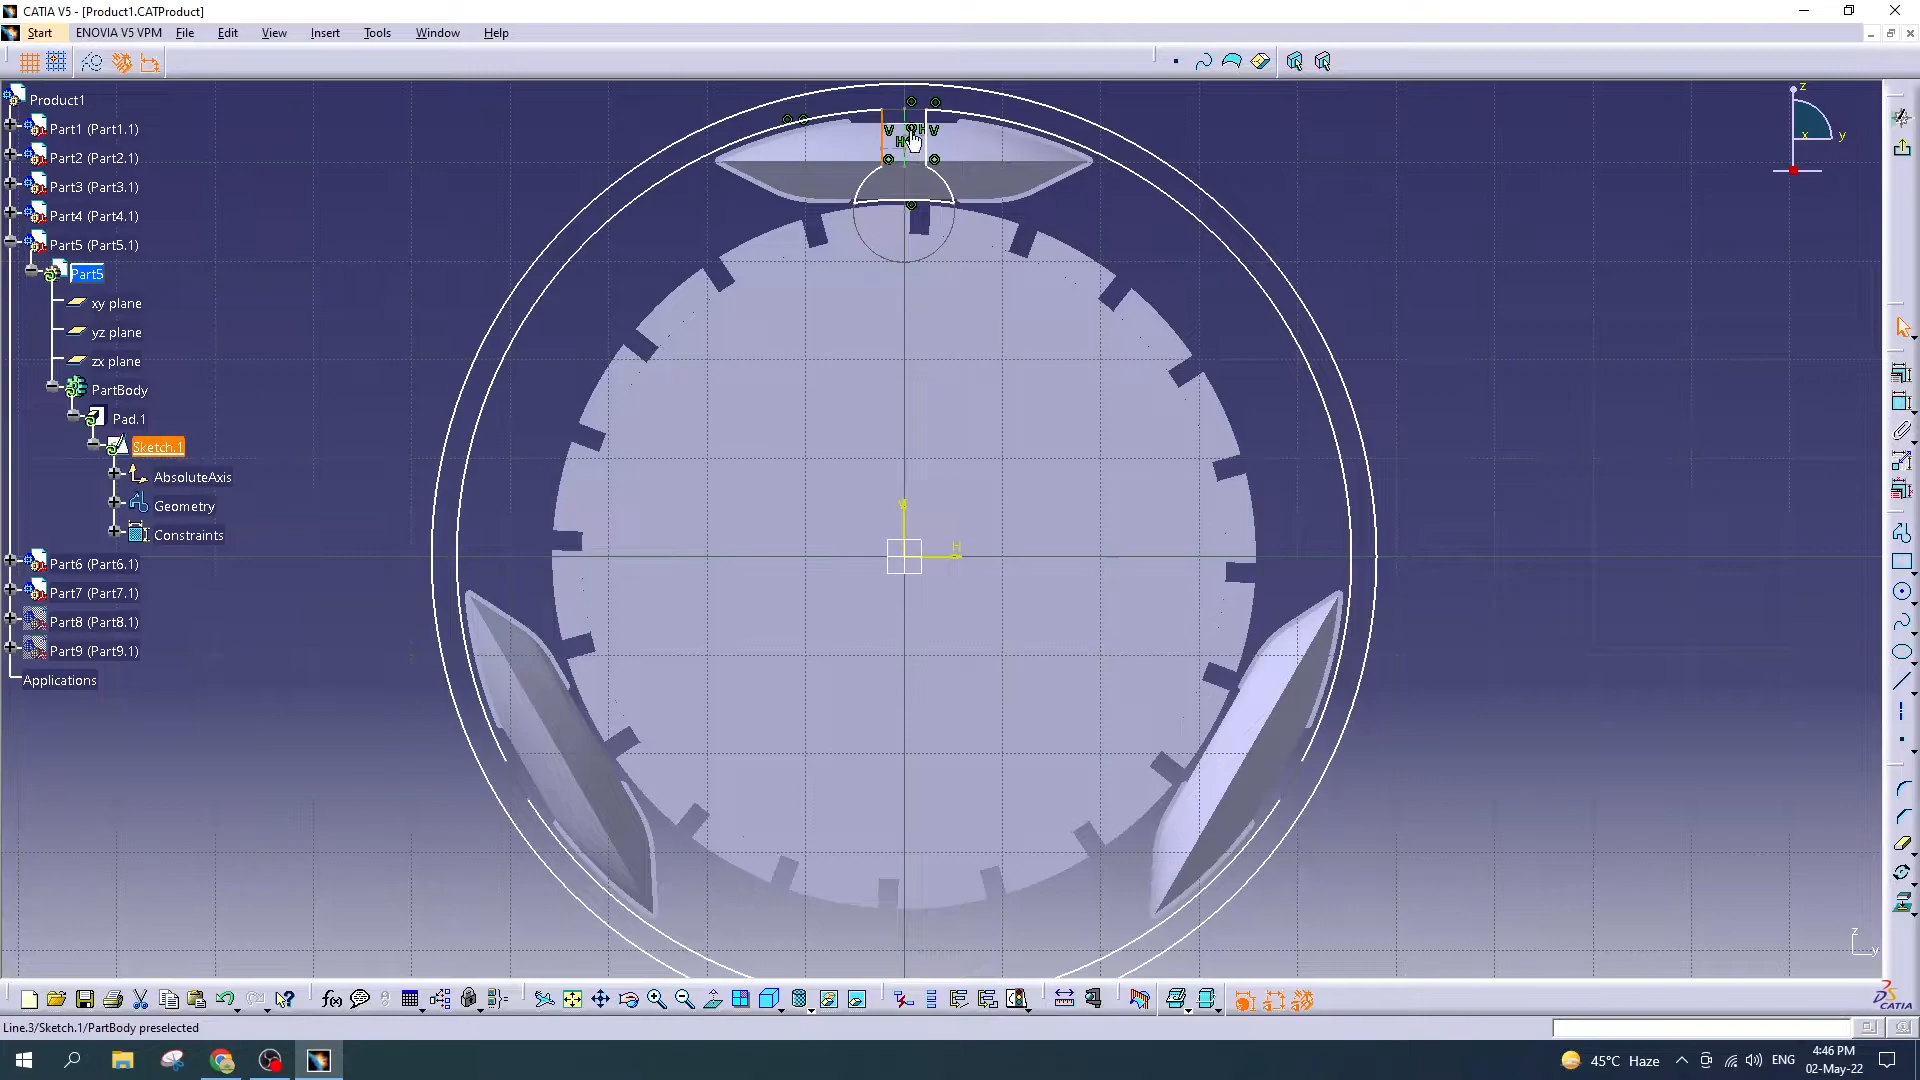 CATIA V5 - [Product1.CATProduct]
Start ENOVIA V5 VPM File Edit View Insert Tools Window Help
Product1
Part1 (Part1.1)
Part2 (Part2.1)
Part3 (Part3.1)
Part4 (Part4.1)
Part5 (Part5.1)
Part5
xy plane
yz plane
zx plane
PartBody
Pad.1
Sketch.1
AbsoluteAxis
Geometry
Constraints
Part6 (Part6.1)
Part7 (Part7.1)
Part8 (Part8.1)
Part9 (Part9.1)
Applications
V H H V
V
H
z
x y
z
y
f(x)
CATIA
Line.3/Sketch.1/PartBody preselected
45°C Haze ENG 4:46 PM
02-May-22